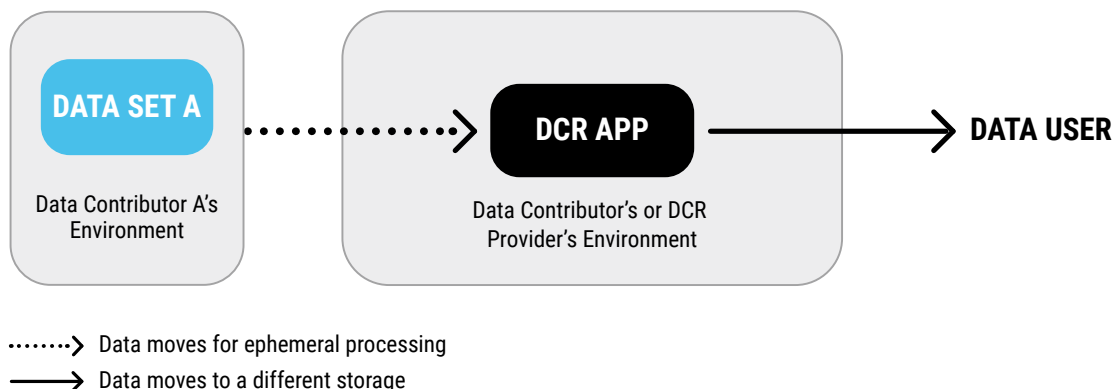 DATA SET A
Data Contributor A's
Environment
DCR APP
Data Contributor's or DCR
Provider's Environment
DATA USER
Data moves for ephemeral processing
Data moves to a different storage